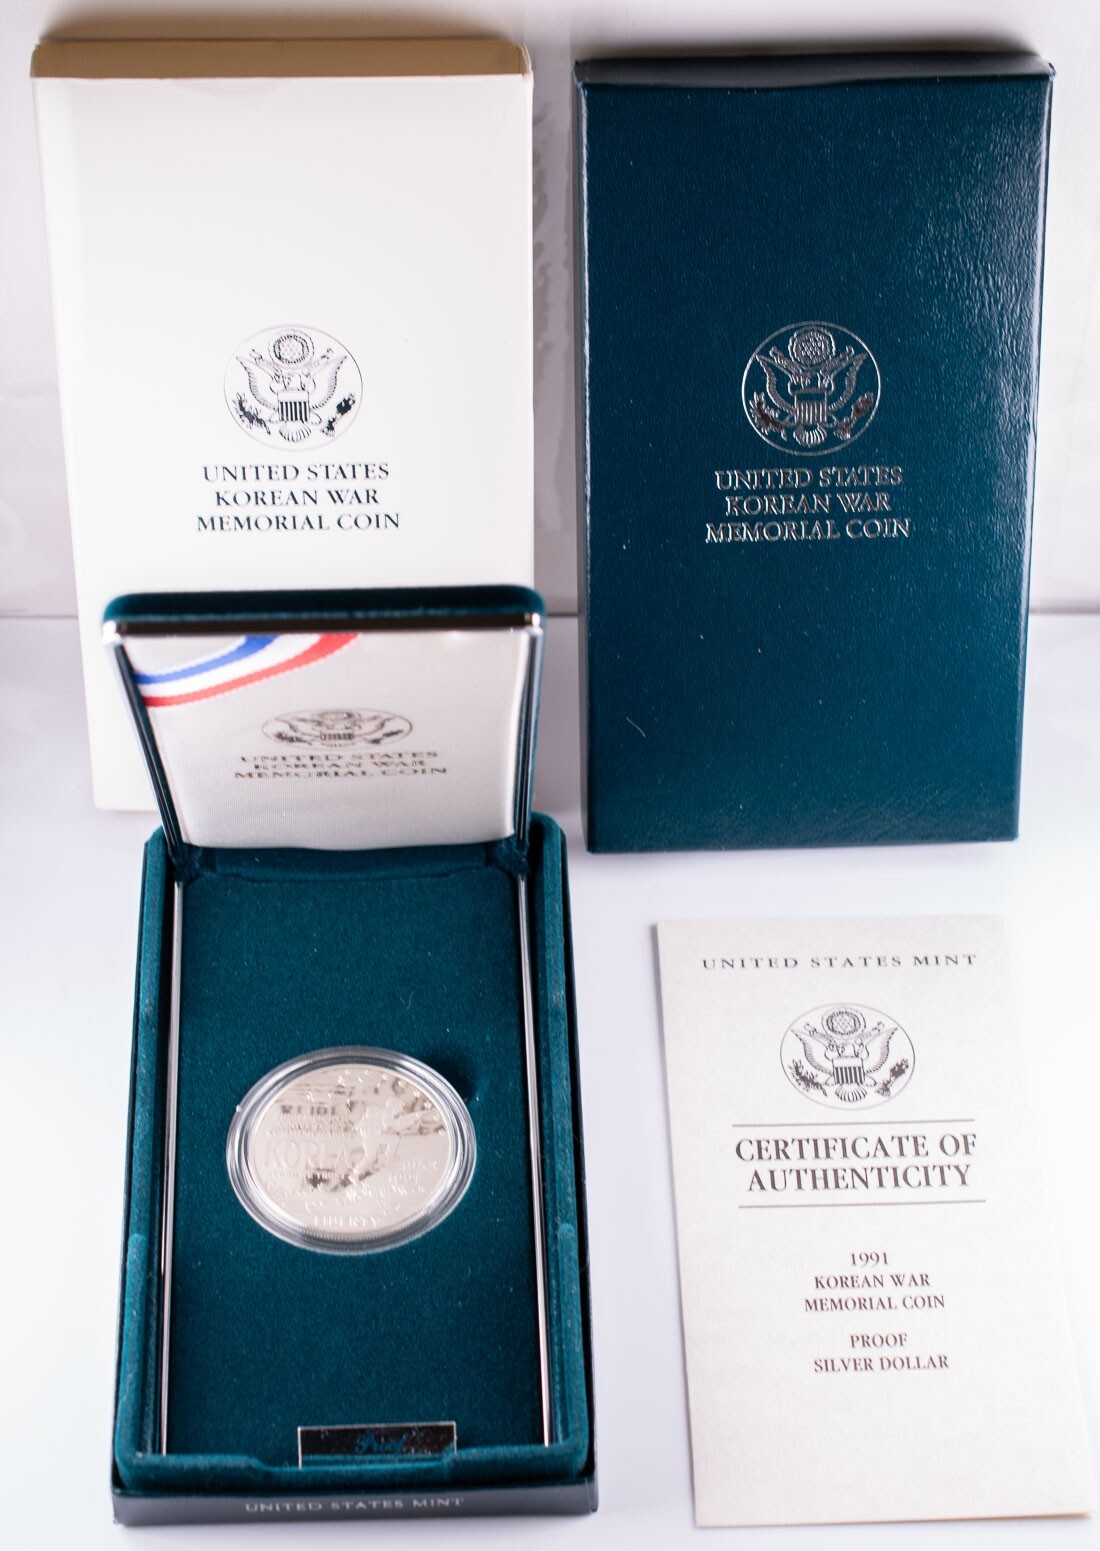 UNITED STATES
KOREAN WAR
MEMORIAL COIN
UNITED STATES
KOREAN WAR
MEMORIAL COIN
UNITED STATES
KOREAN WAR
MEMORIAL COIN
KOREA
1991
LIBERTY
Proof
UNITED STATES MINT
UNITED STATES MINT
CERTIFICATE OF
AUTHENTICITY
1991
KOREAN WAR
MEMORIAL COIN
PROOF
SILVER DOLLAR